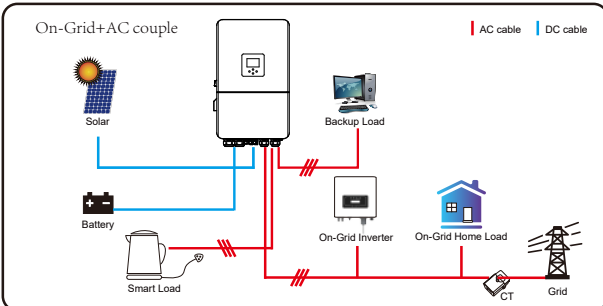 On-Grid+AC couple
AC cable
DC cable
Solar
Backup Load
Battery
On-Grid Inverter
On-Grid Home Load
Smart Load
CT
Grid